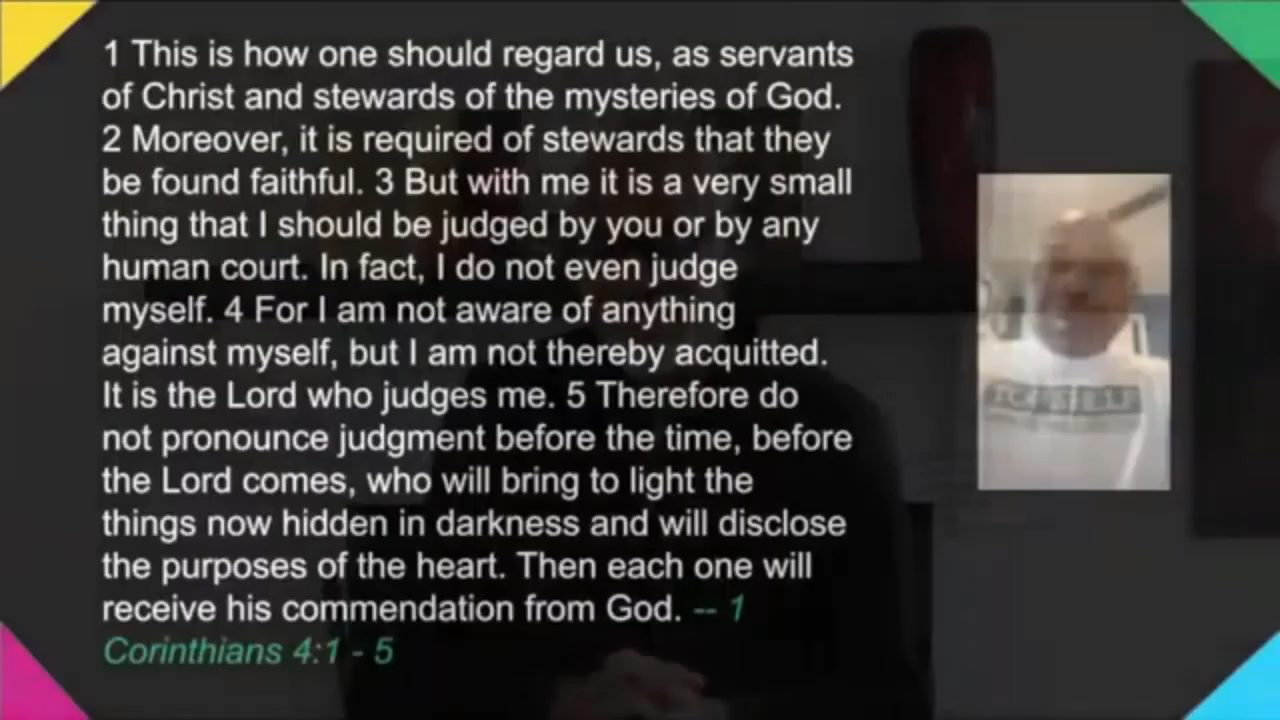 1 This is how one should regard us, as servants
of Christ and stewards of the mysteries of God.
2 Moreover, it is required of stewards that they
be found faithful. 3 But with me it is a very small
thing that I should be judged by you or by any
human court. In fact, I do not even judge
myself. 4 For I am not aware of anything
against myself, but I am not thereby acquitted.
It is the Lord who judges me. 5 Therefore do
not pronounce judgment before the time, before
the Lord comes, who will bring to light the
things now hidden in darkness and will disclose
the purposes of the heart. Then each one will
receive his commendation from God. -- 1
Corinthians 4:1 - 5